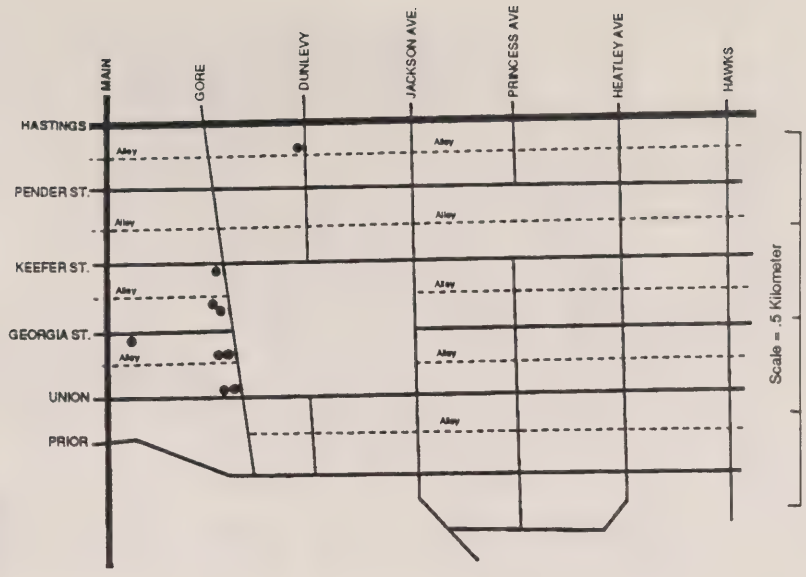 MAIN
GORE
DUNLEVY
JACKSON AVE.
PRINCESS AVE
HEATLEY AVE
HAWKS
HASTINGS
Alley
Alley
PENDER ST.
Alley
Alley
KEEFER ST.
Alley
Alley
GEORGIA ST.
Alley
Alley
UNION
Alley
PRIOR
Scale = .5 Kilometer